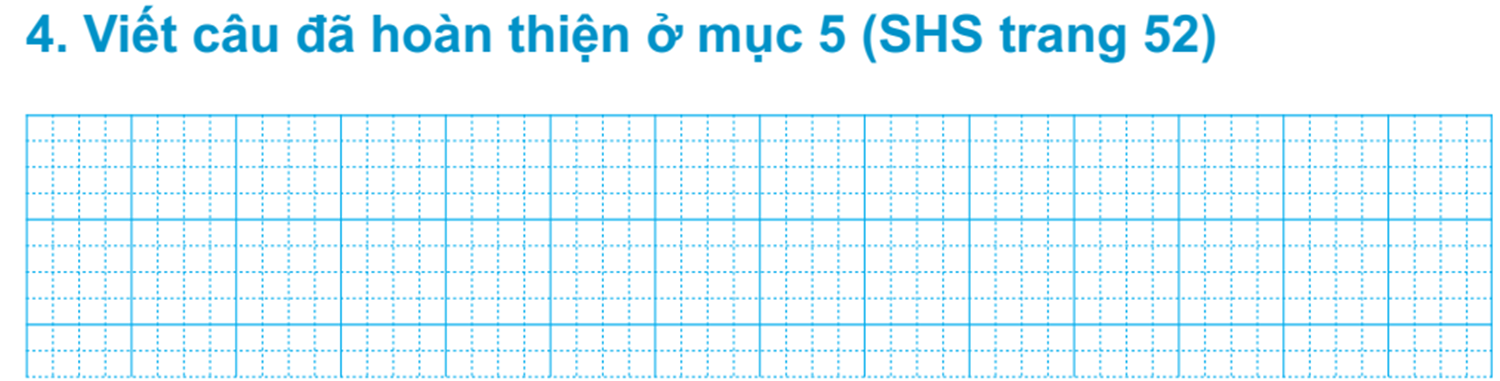 4. Viết câu đã hoàn thiện ở mục 5 (SHS trang 52)